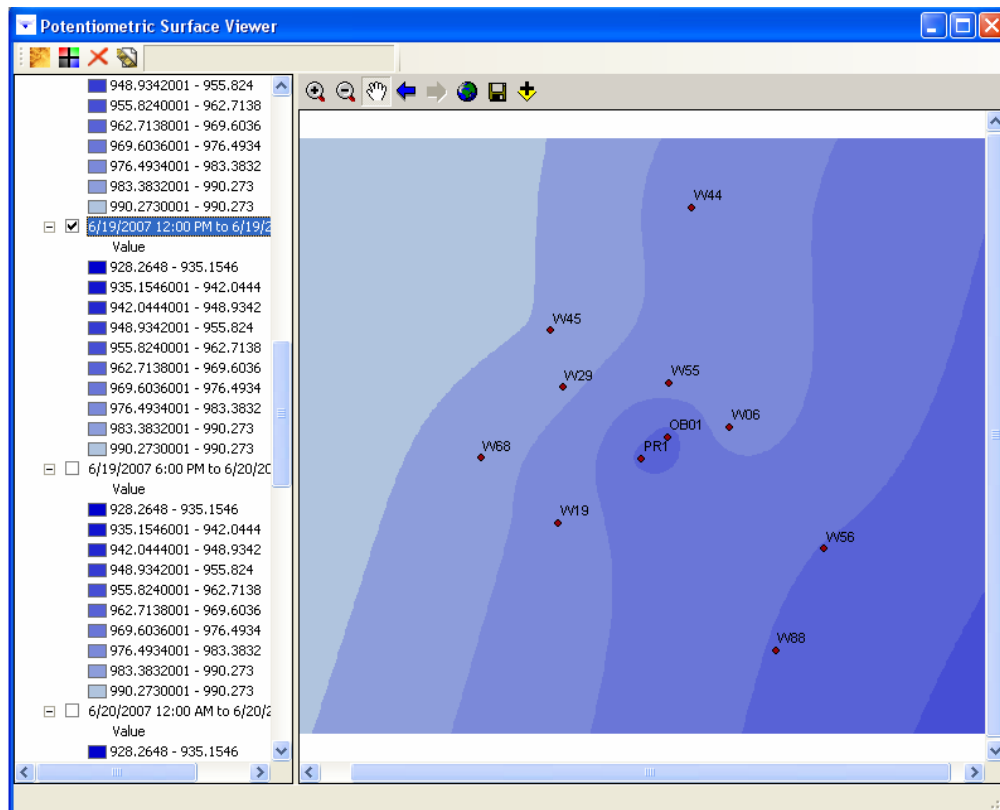 Potentiometric Surface Viewer
948.9342001 - 955.824
955.8240001 - 962.7138
962.7138001 - 969.6036
969.6036001 - 976.4934
976.4934001 - 983.3832
983.3832001 - 990.273
990.2730001 - 990.273
6/19/2007 12:00 PM to 6/19/2
Value
928.2648 - 935.1546
935.1546001 - 942.0444
942.0444001 - 948.9342
948.9342001 - 955.824
955.8240001 - 962.7138
962.7138001 - 969.6036
969.6036001 - 976.4934
976.4934001 - 983.3832
983.3832001 - 990.273
990.2730001 - 990.273
6/19/2007 6:00 PM to 6/20/20
Value
928.2648 - 935.1546
935.1546001 - 942.0444
942.0444001 - 948.9342
948.9342001 - 955.824
955.8240001 - 962.7138
962.7138001 - 969.6036
969.6036001 - 976.4934
976.4934001 - 983.3832
983.3832001 - 990.273
990.2730001 - 990.273
6/20/2007 12:00 AM to 6/20/2
Value
928.2648 - 935.1546
W44
W45
W29
W55
W06
OB01
PR1
W68
W19
W56
W88